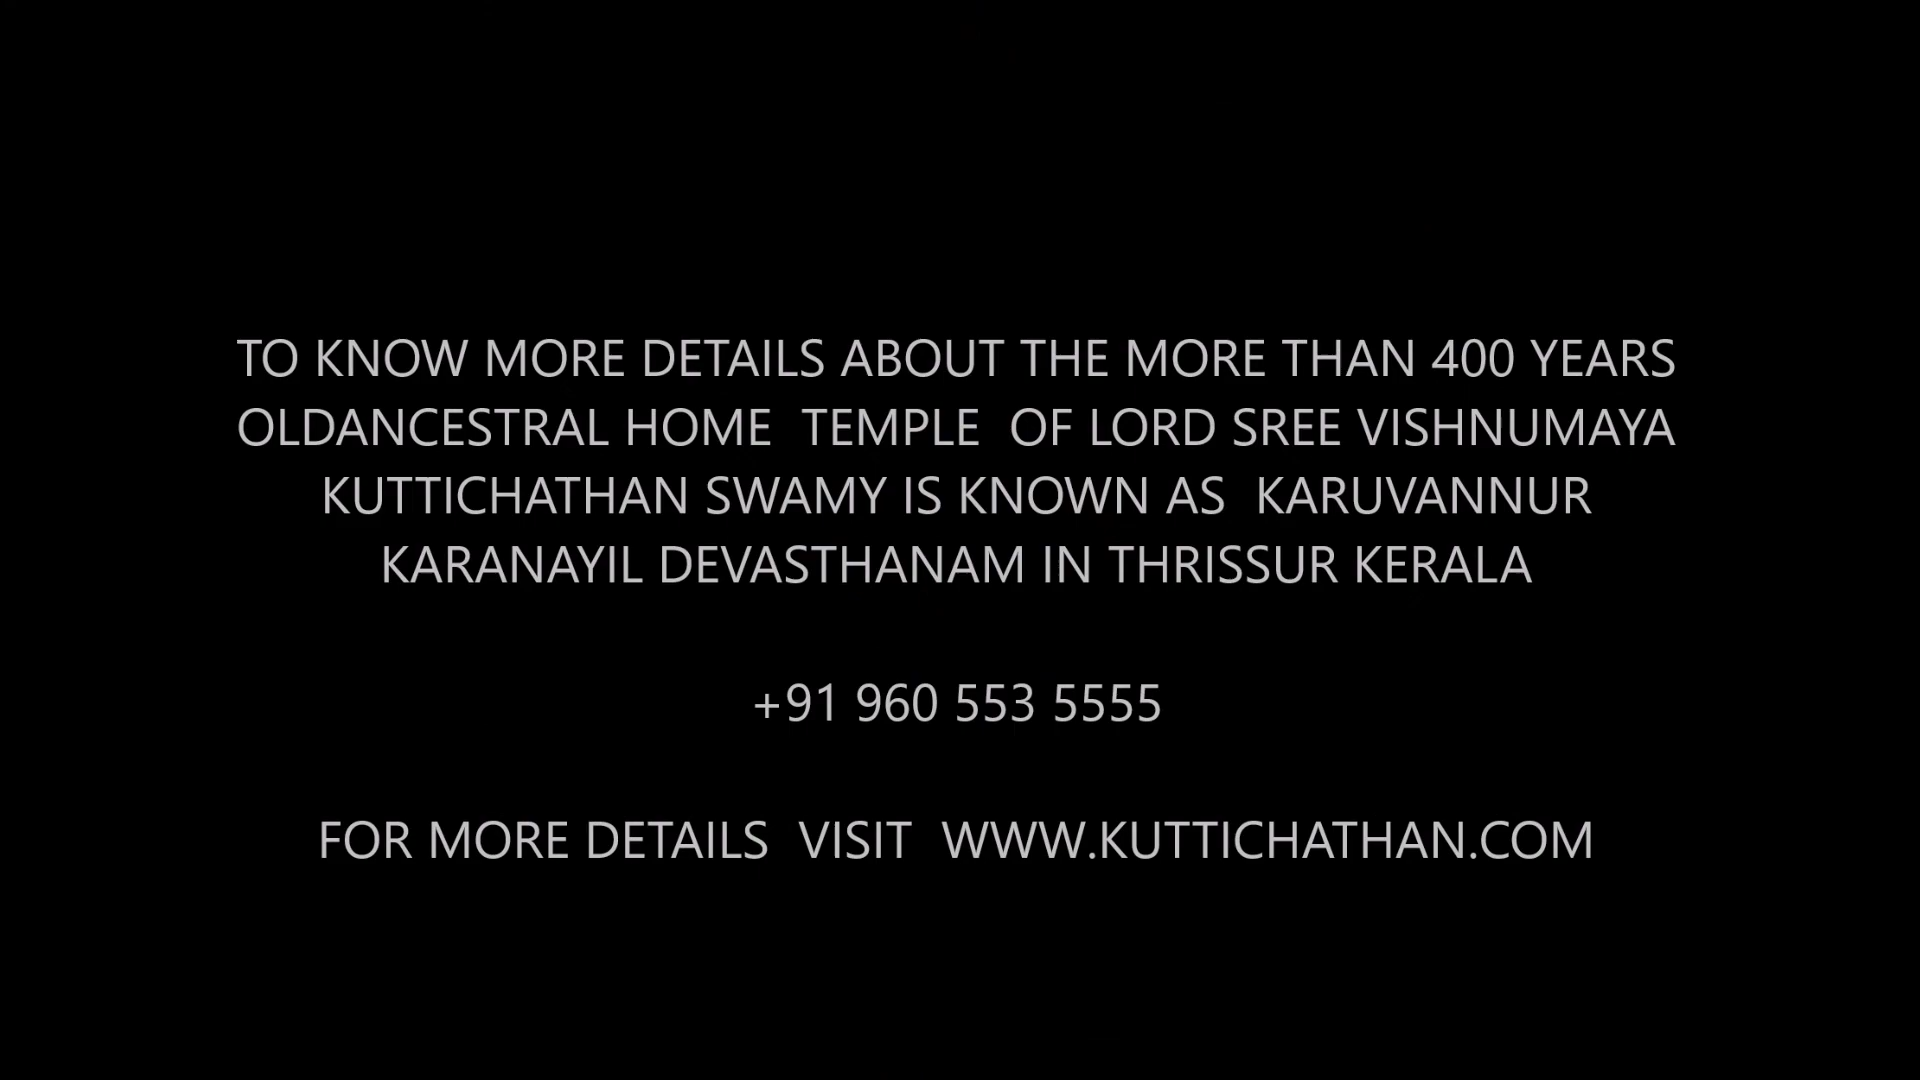 TO KNOW MORE DETAILS ABOUT THE MORE THAN 400 YEARS
OLDANCESTRAL HOME  TEMPLE  OF LORD SREE VISHNUMAYA
KUTTICHATHAN SWAMY IS KNOWN AS  KARUVANNUR
KARANAYIL DEVASTHANAM IN THRISSUR KERALA
+91 960 553 5555
FOR MORE DETAILS  VISIT  WWW.KUTTICHATHAN.COM